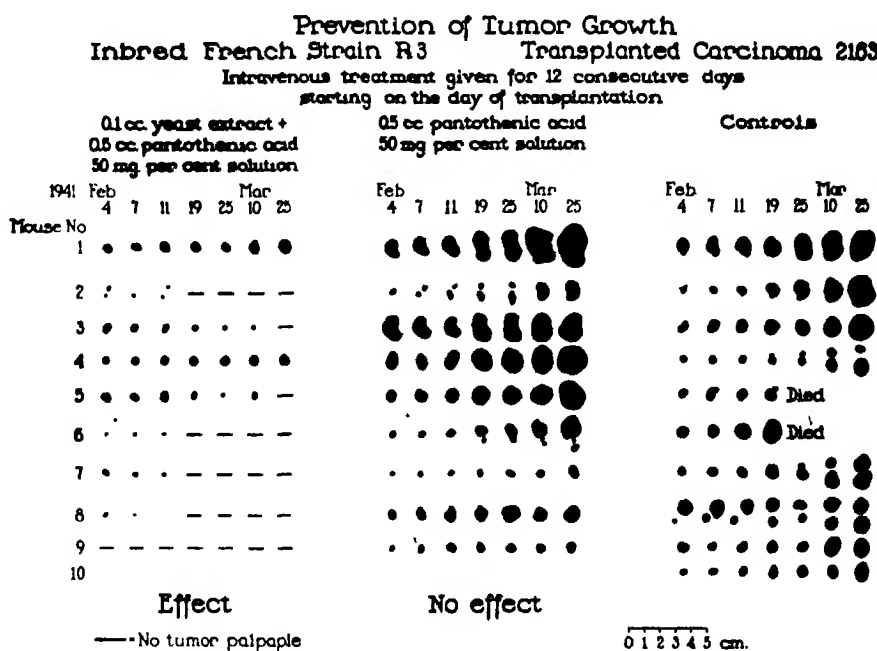 Prevention of Tumor Growth
Inbred French Strain R3 Transplanted Carcinoma 2163
Intravenous treatment given for 12 consecutive days
starting on the day of transplantation
0.1 cc. yeast extract + 0.5 cc pantothenic acid Controls
0.5 cc. pantothenic acid 50 mg per cent solution
50 mg. per cent solution
1941 Feb Mar Feb Mar Feb Mar
4 7 11 19 25 10 25 4 7 11 19 25 10 25 4 7 11 19 25 10 25
Mouse No
1
2
3
4
5 Died
6 Died
7
8
9
10
Effect No effect
— - No tumor palpaple
0 1 2 3 4 5 cm.